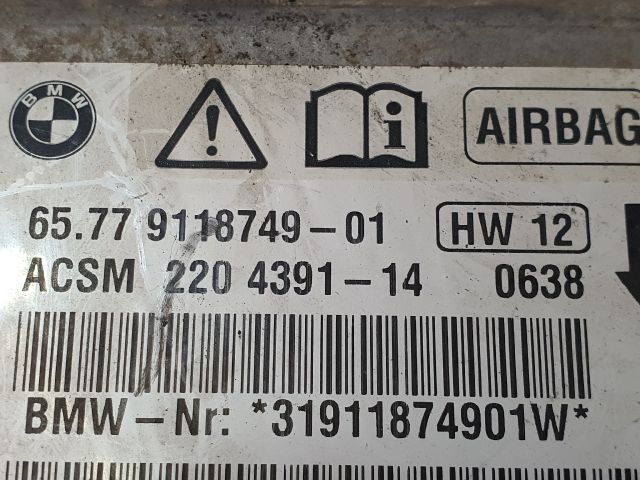 BMW
AIRBAG
65.77 9118749-01 HW 12
ACSM 220 4391-14 0638
BMW-Nr: *31911874901W*